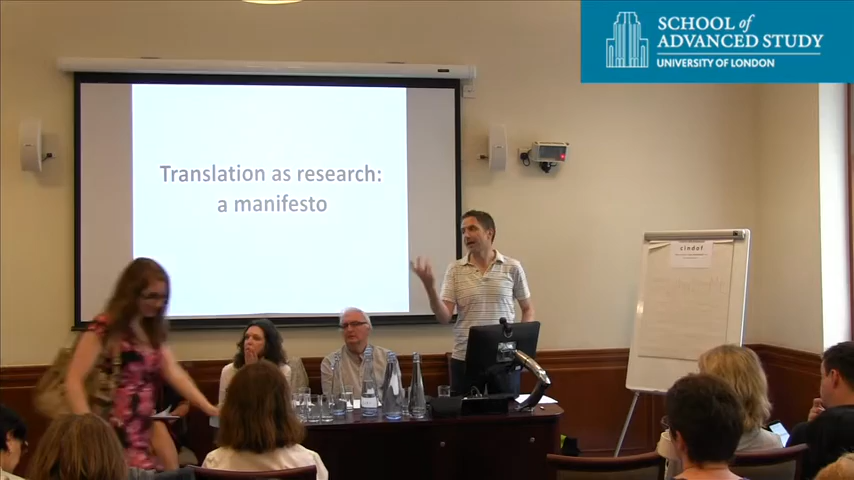 SCHOOL of
ADVANCED STUDY
UNIVERSITY OF LONDON
Translation as research:
a manifesto